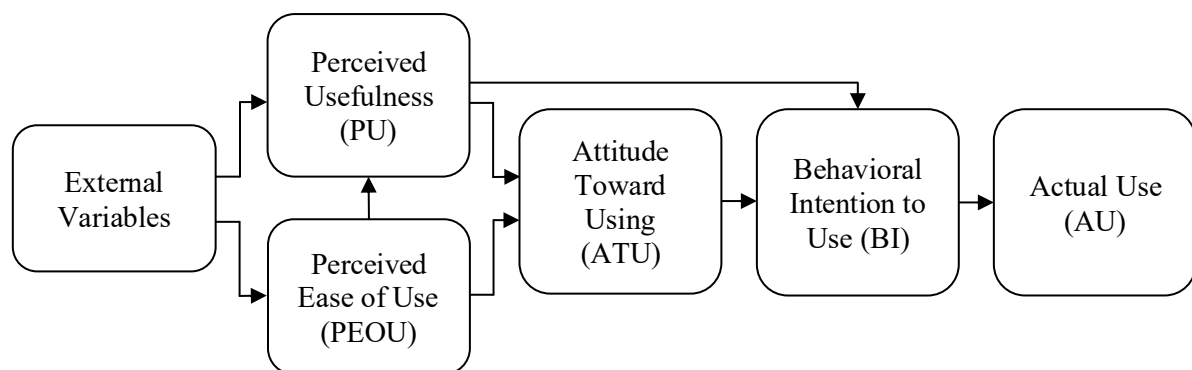 External
Variables
Perceived
Usefulness
(PU)
Perceived
Ease of Use
(PEOU)
Attitude
Toward
Using
(ATU)
Behavioral
Intention to
Use (BI)
Actual Use
(AU)